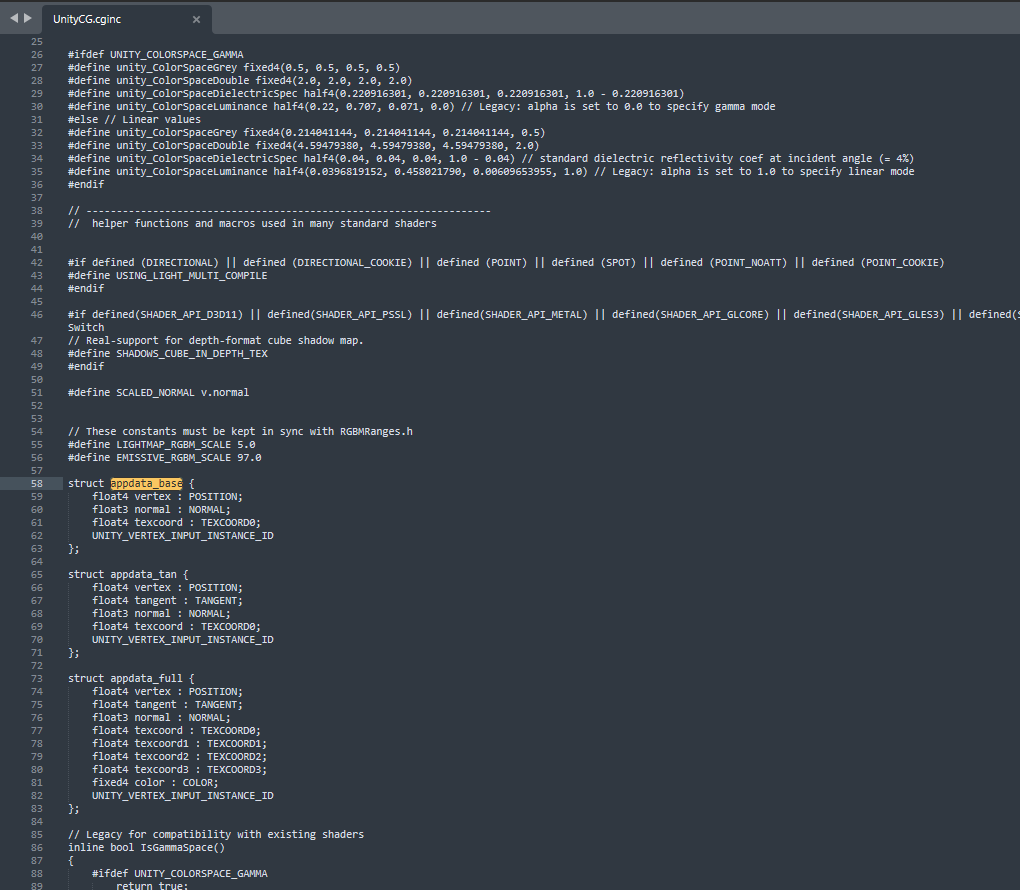 UnityCG.cginc
25
26 #ifdef UNITY_COLORSPACE_GAMMA
27 #define unity_ColorSpaceGrey fixed4(0.5, 0.5, 0.5, 0.5)
28 #define unity_ColorSpaceDouble fixed4(2.0, 2.0, 2.0, 2.0)
29 #define unity_ColorSpaceDielectricSpec half4(0.220916301, 0.220916301, 0.220916301, 1.0 - 0.220916301)
30 #define unity_ColorSpaceLuminance half4(0.22, 0.707, 0.071, 0.0) // Legacy: alpha is set to 0.0 to specify gamma mode
31 #else // Linear values
32 #define unity_ColorSpaceGrey fixed4(0.214041144, 0.214041144, 0.214041144, 0.5)
33 #define unity_ColorSpaceDouble fixed4(4.59479380, 4.59479380, 4.59479380, 2.0)
34 #define unity_ColorSpaceDielectricSpec half4(0.04, 0.04, 0.04, 1.0 - 0.04) // standard dielectric reflectivity coef at incident angle (= 4%)
35 #define unity_ColorSpaceLuminance half4(0.0396819152, 0.458021790, 0.00609653955, 1.0) // Legacy: alpha is set to 1.0 to specify linear mode
36 #endif
37
38 // -------------------------------------------------------------------
39 //  helper functions and macros used in many standard shaders
40
41
42 #if defined (DIRECTIONAL) || defined (DIRECTIONAL_COOKIE) || defined (POINT) || defined (SPOT) || defined (POINT_NOATT) || defined (POINT_COOKIE)
43 #define USING_LIGHT_MULTI_COMPILE
44 #endif
45
46 #if defined(SHADER_API_D3D11) || defined(SHADER_API_PSSL) || defined(SHADER_API_METAL) || defined(SHADER_API_GLCORE) || defined(SHADER_API_GLES3) || defined(S
Switch
47 // Real-support for depth-format cube shadow map.
48 #define SHADOWS_CUBE_IN_DEPTH_TEX
49 #endif
50
51 #define SCALED_NORMAL v.normal
52
53
54 // These constants must be kept in sync with RGBMRanges.h
55 #define LIGHTMAP_RGBM_SCALE 5.0
56 #define EMISSIVE_RGBM_SCALE 97.0
57
58 struct appdata_base {
59     float4 vertex : POSITION;
60     float3 normal : NORMAL;
61     float4 texcoord : TEXCOORD0;
62     UNITY_VERTEX_INPUT_INSTANCE_ID
63 };
64
65 struct appdata_tan {
66     float4 vertex : POSITION;
67     float4 tangent : TANGENT;
68     float3 normal : NORMAL;
69     float4 texcoord : TEXCOORD0;
70     UNITY_VERTEX_INPUT_INSTANCE_ID
71 };
72
73 struct appdata_full {
74     float4 vertex : POSITION;
75     float4 tangent : TANGENT;
76     float3 normal : NORMAL;
77     float4 texcoord : TEXCOORD0;
78     float4 texcoord1 : TEXCOORD1;
79     float4 texcoord2 : TEXCOORD2;
80     float4 texcoord3 : TEXCOORD3;
81     fixed4 color : COLOR;
82     UNITY_VERTEX_INPUT_INSTANCE_ID
83 };
84
85 // Legacy for compatibility with existing shaders
86 inline bool IsGammaSpace()
87 {
88     #ifdef UNITY_COLORSPACE_GAMMA
89         return true;